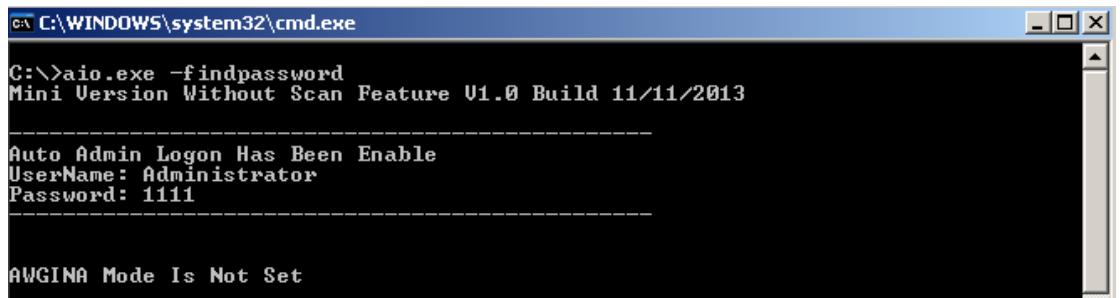 C:\WINDOWS\system32\cmd.exe
C:\>aio.exe -findpassword
Mini Version Without Scan Feature V1.0 Build 11/11/2013
------------------------------------------------
Auto Admin Logon Has Been Enable
UserName: Administrator
Password: 1111
------------------------------------------------
AWGINA Mode Is Not Set